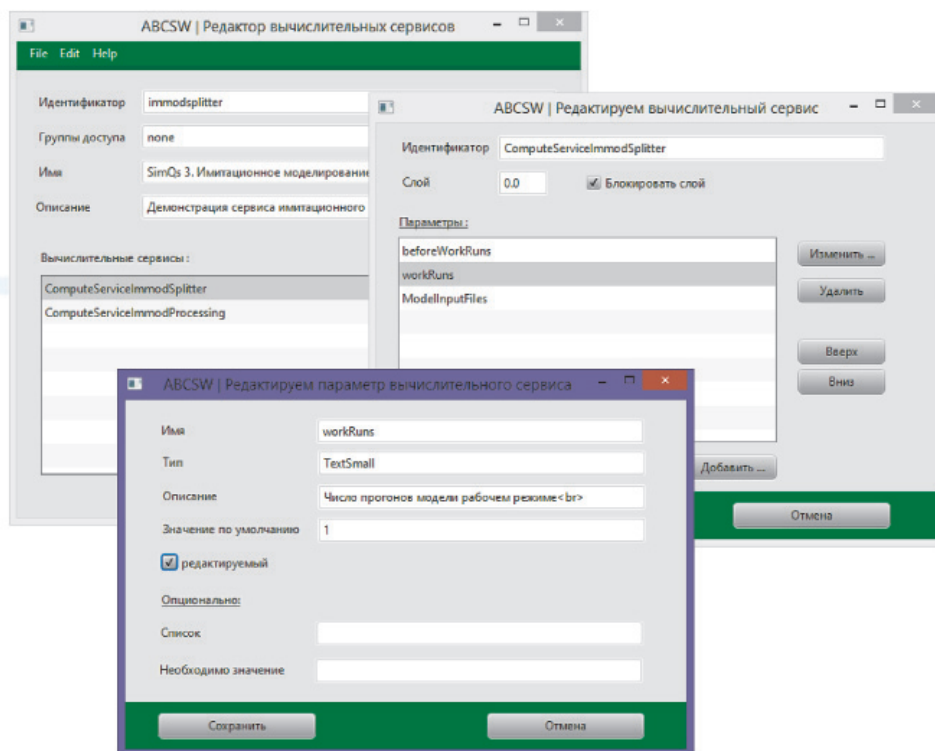 ABCSW | Редактор вычислительных сервисов
File Edit Help
Идентификатор immodsplitter
Группы доступа none
Имя SimQs 3. Имитационное моделирование
Описание Демонстрация сервиса имитационного
Вычислительные сервисы :
ComputeServiceImmodSplitter
ComputeServiceImmodProcessing
ABCSW | Редактируем вычислительный сервис
Идентификатор ComputeServiceImmodSplitter
Слой 0.0 Блокировать слой
Параметры :
beforeWorkRuns
workRuns
ModelInputFiles
Изменить ...
Удалить
Вверх
Вниз
Добавить ...
Отмена
ABCSW | Редактируем параметр вычислительного сервиса
Имя workRuns
Тип TextSmall
Описание Число прогонов модели рабочем режиме<br>
Значение по умолчанию 1
редактируемый
Опционально:
Список
Необходимо значение
Сохранить Отмена